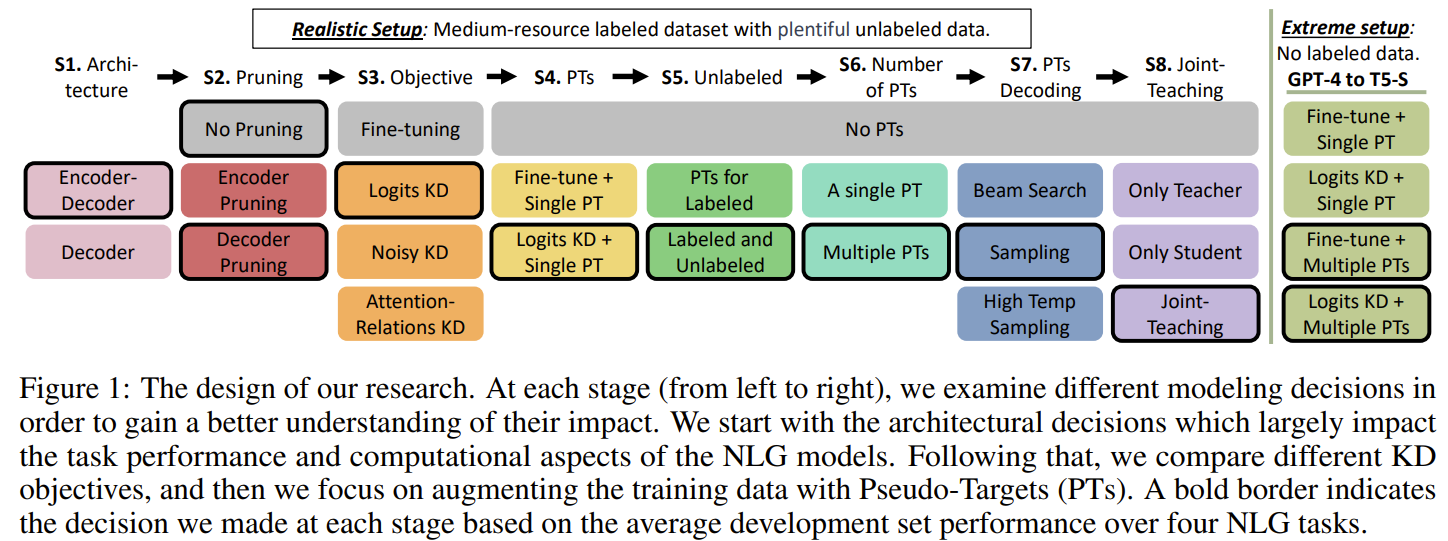 Realistic Setup: Medium-resource labeled dataset with plentiful unlabeled data.
Extreme setup:
No labeled data.
GPT-4 to T5-S
S1. Archi-
tecture
S2. Pruning
S3. Objective
S4. PTs
S5. Unlabeled
S6. Number
of PTs
S7. PTs
Decoding
S8. Joint-
Teaching
No Pruning
Fine-tuning
No PTs
Fine-tune +
Single PT
Encoder-
Decoder
Encoder
Pruning
Logits KD
Fine-tune +
Single PT
PTs for
Labeled
A single PT
Beam Search
Only Teacher
Logits KD +
Single PT
Decoder
Decoder
Pruning
Noisy KD
Logits KD +
Single PT
Labeled and
Unlabeled
Multiple PTs
Sampling
Only Student
Fine-tune +
Multiple PTs
Attention-
Relations KD
High Temp
Sampling
Joint-
Teaching
Logits KD +
Multiple PTs
Figure 1: The design of our research. At each stage (from left to right), we examine different modeling decisions in
order to gain a better understanding of their impact. We start with the architectural decisions which largely impact
the task performance and computational aspects of the NLG models. Following that, we compare different KD
objectives, and then we focus on augmenting the training data with Pseudo-Targets (PTs). A bold border indicates
the decision we made at each stage based on the average development set performance over four NLG tasks.